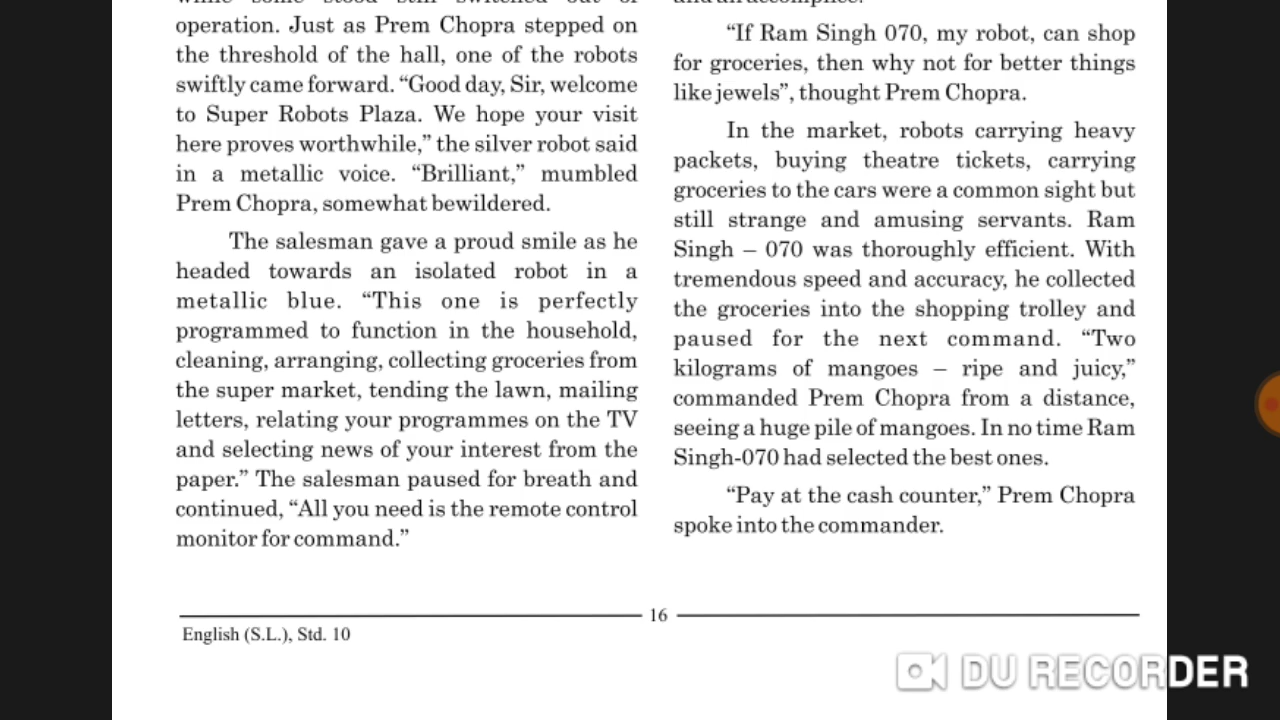 operation. Just as Prem Chopra stepped on
the threshold of the hall, one of the robots
swiftly came forward. “Good day, Sir, welcome
to Super Robots Plaza. We hope your visit
here proves worthwhile,” the silver robot said
in a metallic voice. “Brilliant,” mumbled
Prem Chopra, somewhat bewildered.
The salesman gave a proud smile as he
headed towards an isolated robot in a
metallic blue. “This one is perfectly
programmed to function in the household,
cleaning, arranging, collecting groceries from
the super market, tending the lawn, mailing
letters, relating your programmes on the TV
and selecting news of your interest from the
paper.” The salesman paused for breath and
continued, “All you need is the remote control
monitor for command.”
“If Ram Singh 070, my robot, can shop
for groceries, then why not for better things
like jewels”, thought Prem Chopra.
In the market, robots carrying heavy
packets, buying theatre tickets, carrying
groceries to the cars were a common sight but
still strange and amusing servants. Ram
Singh – 070 was thoroughly efficient. With
tremendous speed and accuracy, he collected
the groceries into the shopping trolley and
paused for the next command. “Two
kilograms of mangoes – ripe and juicy,”
commanded Prem Chopra from a distance,
seeing a huge pile of mangoes. In no time Ram
Singh-070 had selected the best ones.
“Pay at the cash counter,” Prem Chopra
spoke into the commander.
16
English (S.L.), Std. 10
DU RECORDER